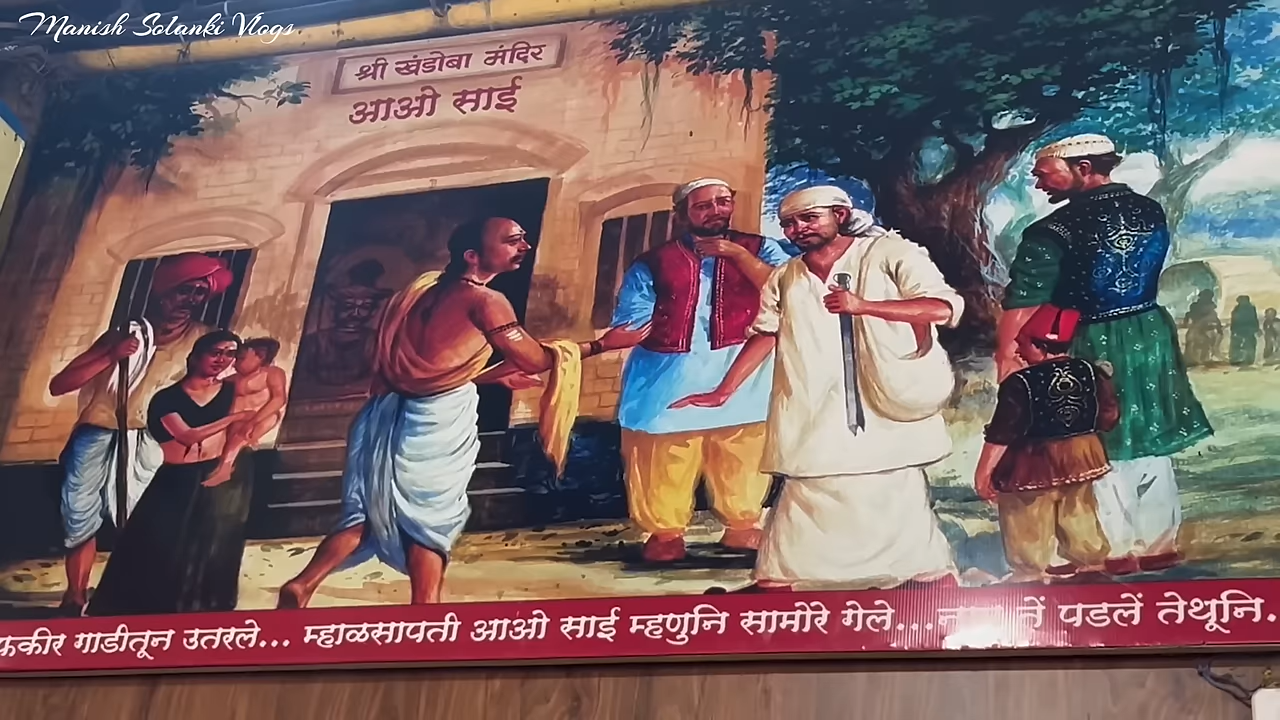 Manish Solanki Vlogs
श्री खंडोबा मंदिर
आओ साई
फकीर गाडीतून उतरले... म्हाळसापती आओ साई म्हणुनि सामोरे गेले... तें पडलें तेथूनि.